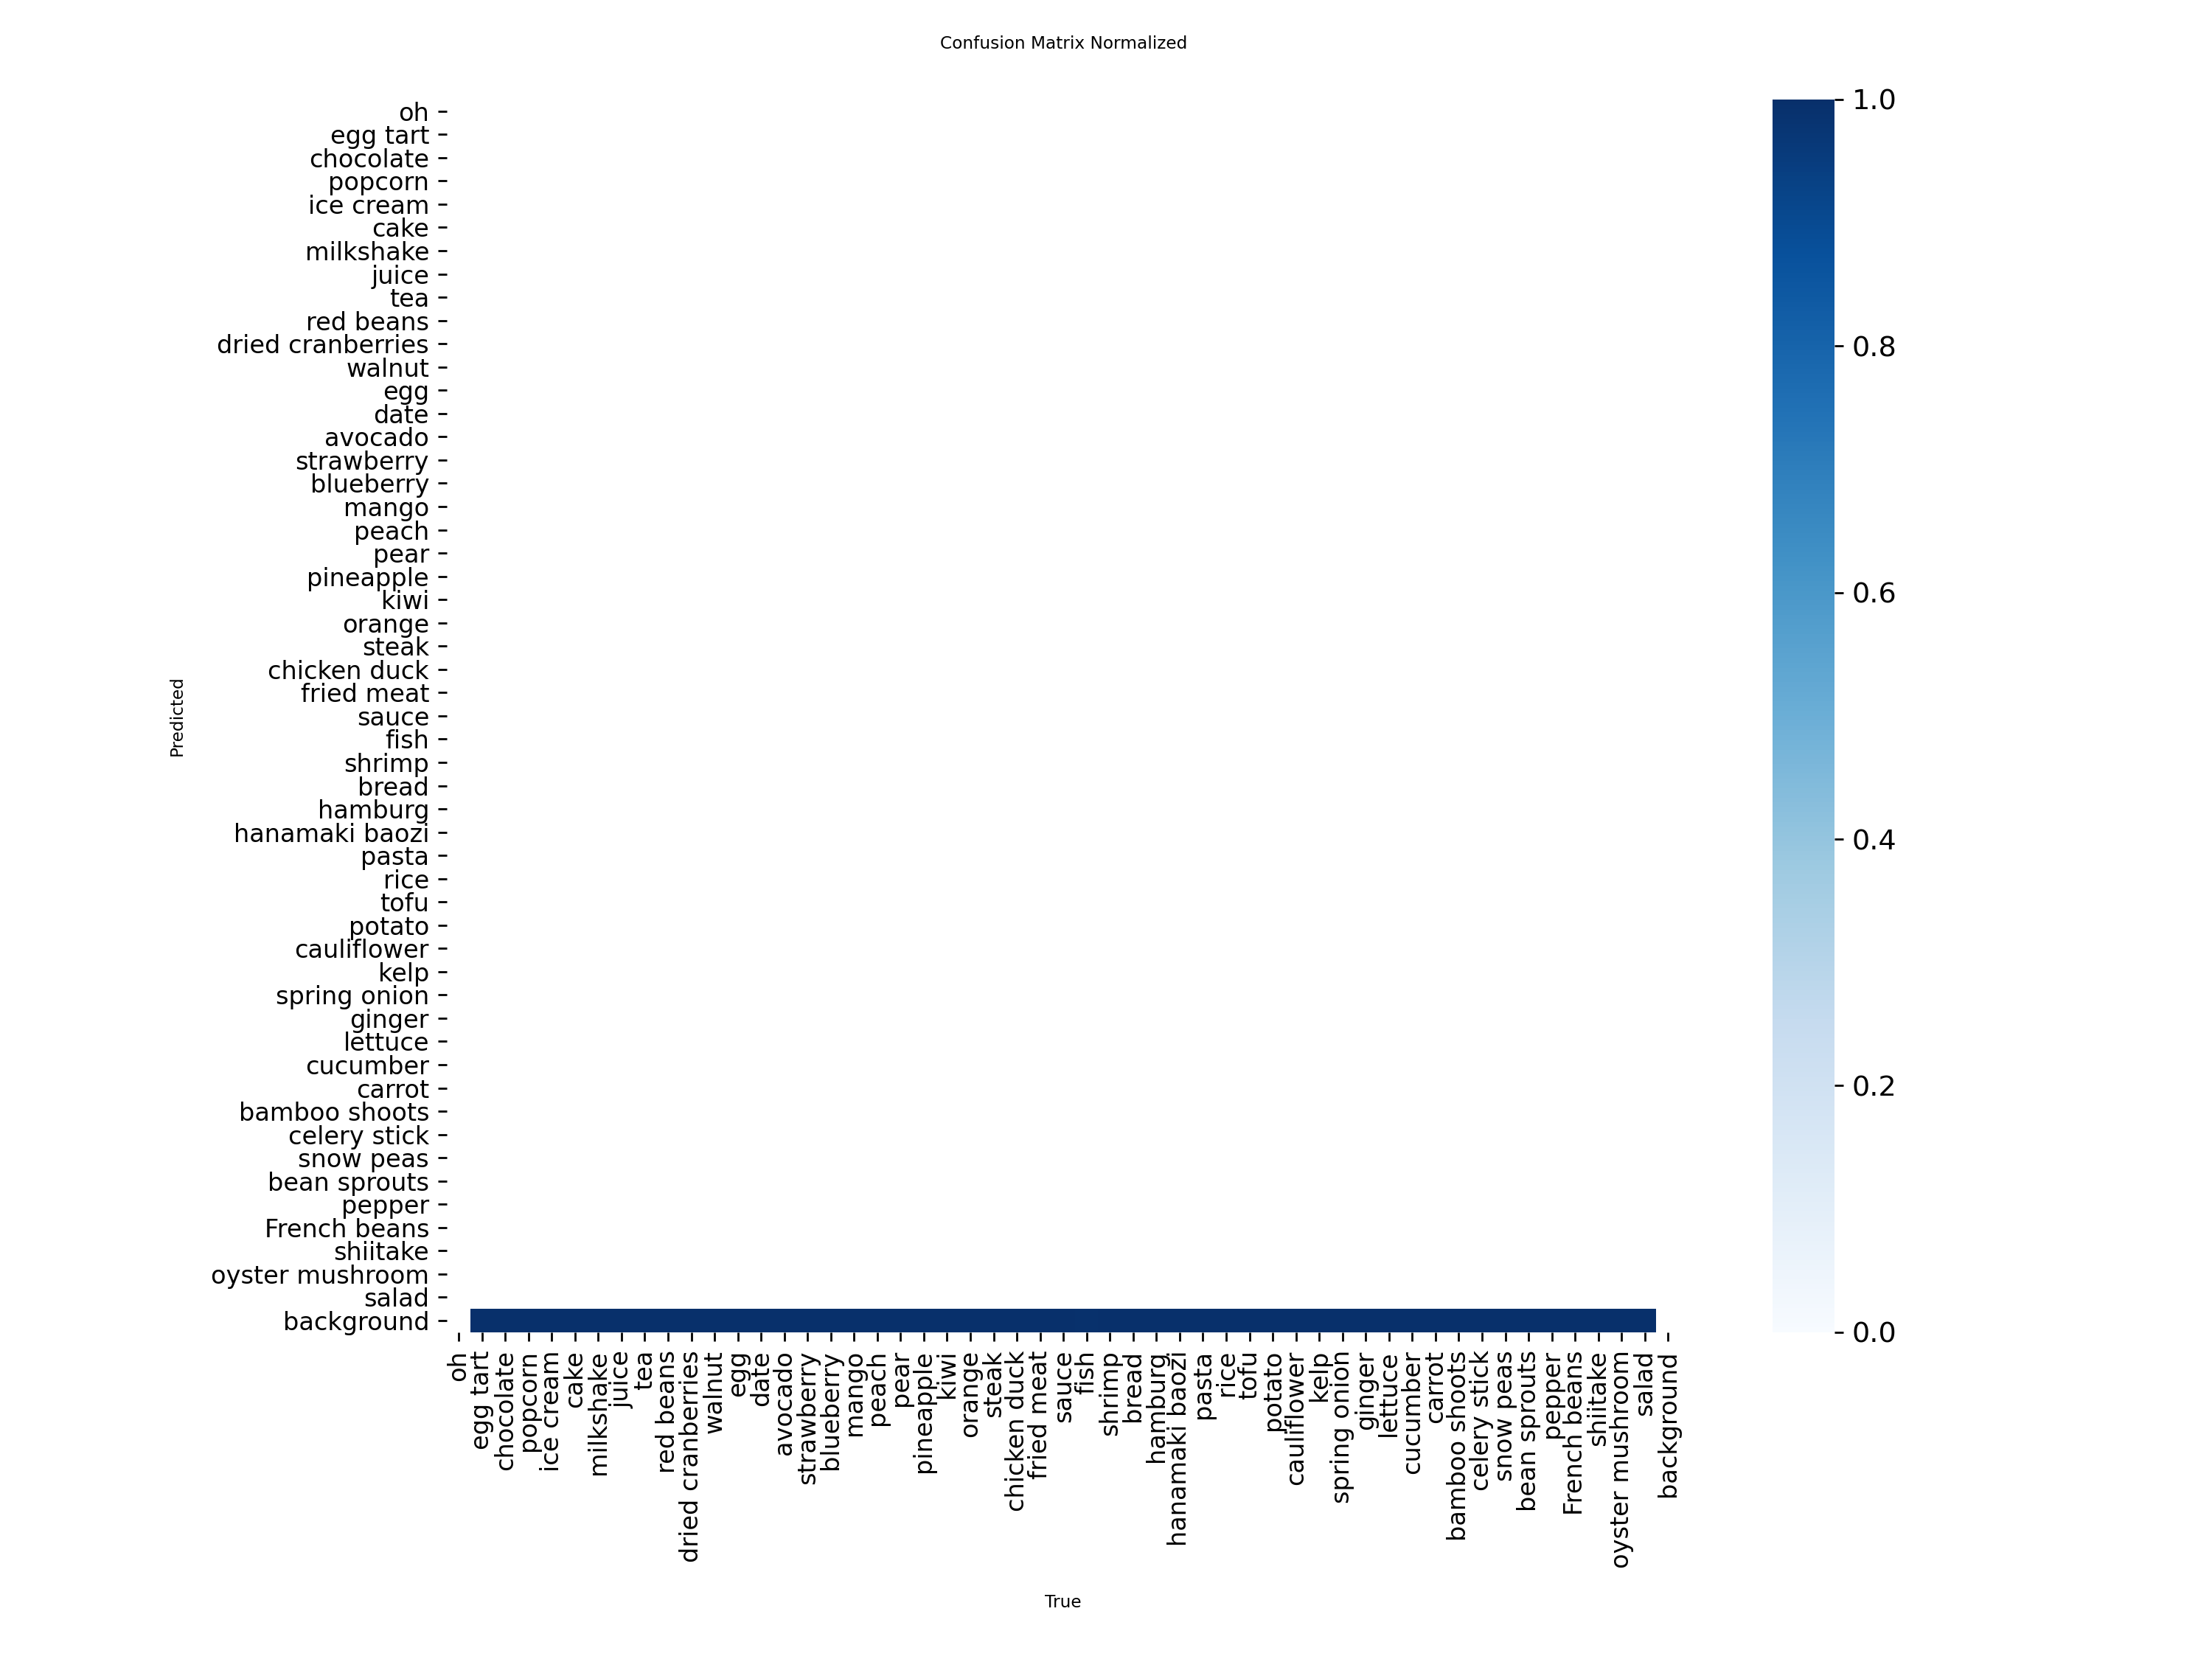 Confusion Matrix Normalized
oh
egg tart
chocolate
popcorn
ice cream
cake
milkshake
juice
tea
red beans
dried cranberries
walnut
egg
date
avocado
strawberry
blueberry
mango
peach
pear
pineapple
kiwi
orange
steak
chicken duck
fried meat
sauce
fish
shrimp
bread
hamburg
hanamaki baozi
pasta
rice
tofu
potato
cauliflower
kelp
spring onion
ginger
lettuce
cucumber
carrot
bamboo shoots
celery stick
snow peas
bean sprouts
pepper
French beans
shiitake
oyster mushroom
salad
background
Predicted
oh
egg tart
chocolate
popcorn
ice cream
cake
milkshake
juice
tea
red beans
dried cranberries
walnut
egg
date
avocado
strawberry
blueberry
mango
peach
pear
pineapple
kiwi
orange
steak
chicken duck
fried meat
sauce
fish
shrimp
bread
hamburg
hanamaki baozi
pasta
rice
tofu
potato
cauliflower
kelp
spring onion
ginger
lettuce
cucumber
carrot
bamboo shoots
celery stick
snow peas
bean sprouts
pepper
French beans
shiitake
oyster mushroom
salad
background
True
1.0
0.8
0.6
0.4
0.2
0.0